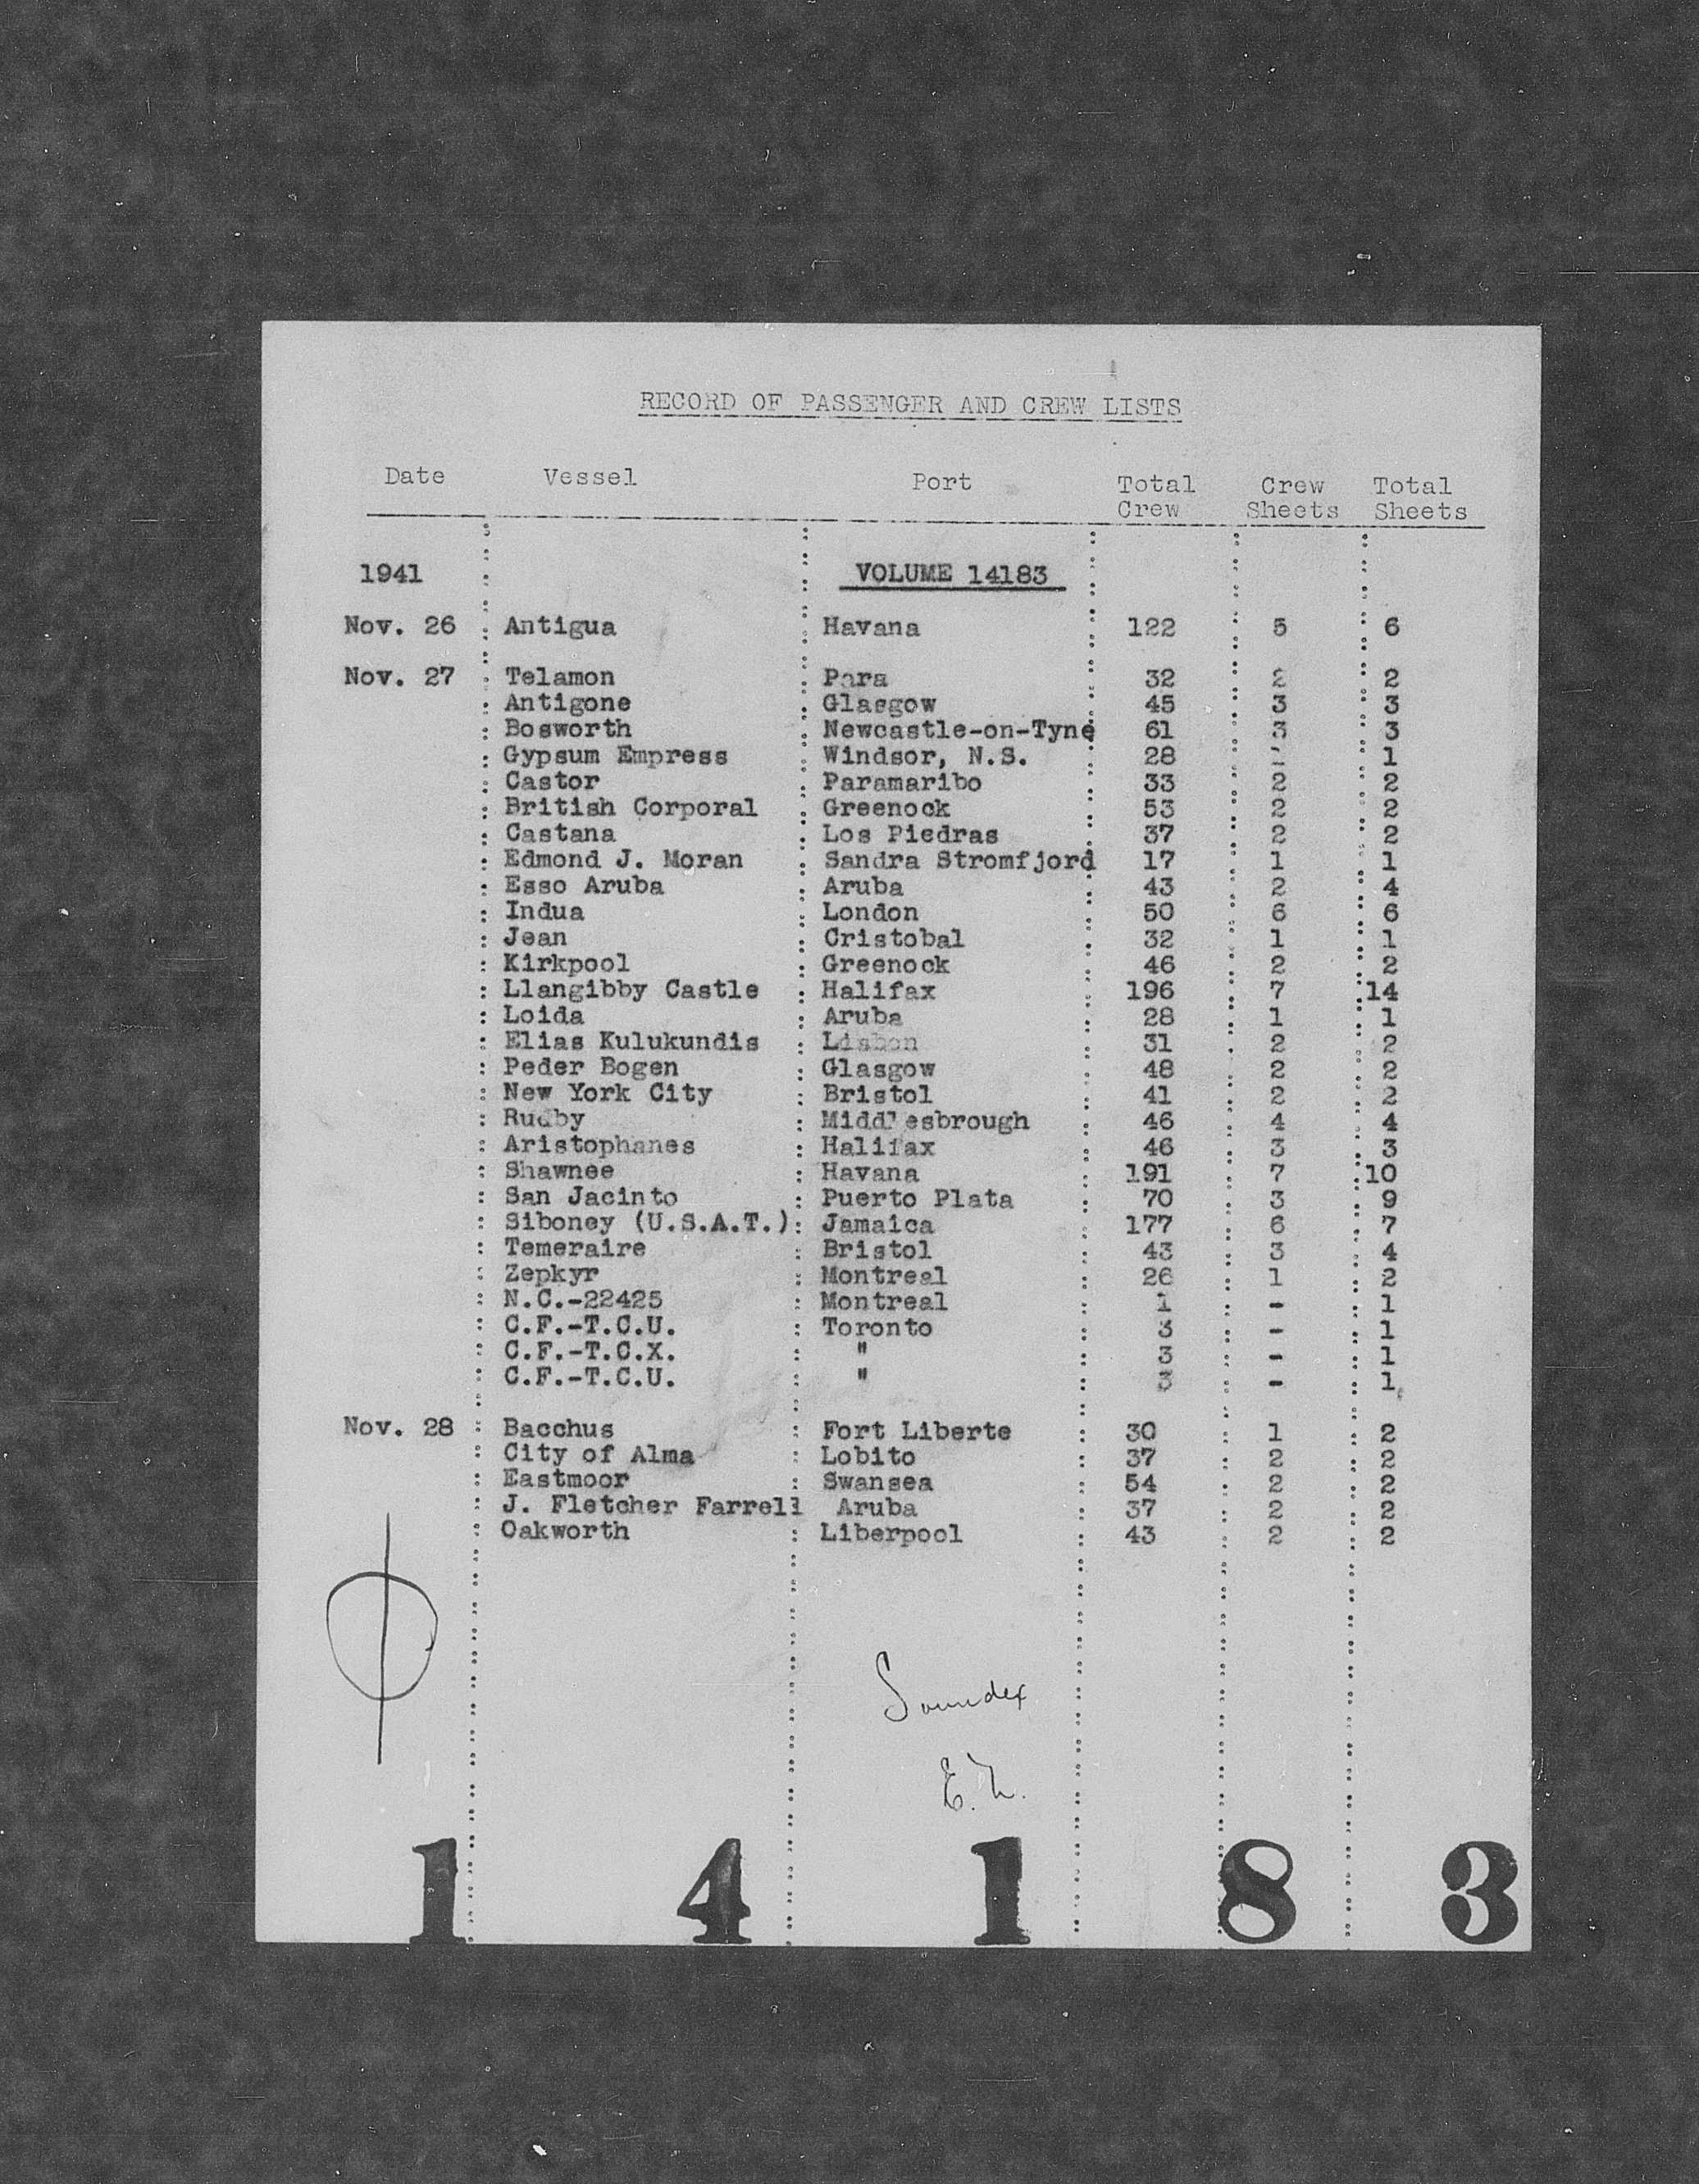 RECORD OF PASSENGER AND CREW LISTS
Date Vessel Port Total Crew Crew Sheets Total Sheets
1941 VOLUME 14183
Nov. 26 Antigua Havana 122 5 6
Nov. 27 Telamon Para 32 2 2
Antigone Glasgow 45 3 3
Bosworth Newcastle-on-Tyne 61 3 3
Gypsum Empress Windsor, N.S. 28 1
Castor Paramaribo 33 2 2
British Corporal Greenock 53 2 2
Castana Los Piedras 37 2 2
Edmond J. Moran Sandra Stromfjord 17 1 1
Esso Aruba Aruba 43 2 4
Indua London 50 6 6
Jean Cristobal 32 1 1
Kirkpool Greenock 46 2 2
Llangibby Castle Halifax 196 7 14
Loida Aruba 28 1 1
Elias Kulukundis Lisbon 31 2 2
Peder Bogen Glasgow 48 2 2
New York City Bristol 41 2 2
Rudby Middlesbrough 46 4 4
Aristophanes Halifax 46 3 3
Shawnee Havana 191 7 10
San Jacinto Puerto Plata 70 3 9
Siboney (U.S.A.T.) Jamaica 177 6 7
Temeraire Bristol 43 3 4
Zepkyr Montreal 26 1 2
N.C.-22425 Montreal 1 - 1
C.F.-T.C.U. Toronto 3 - 1
C.F.-T.C.X. " 3 - 1
C.F.-T.C.U. " 3 - 1
Nov. 28 Bacchus Fort Liberte 30 1 2
City of Alma Lobito 37 2 2
Eastmoor Swansea 54 2 2
J. Fletcher Farrell Aruba 37 2 2
Oakworth Liberpool 43 2 2
Soundex
1 4 1 8 3